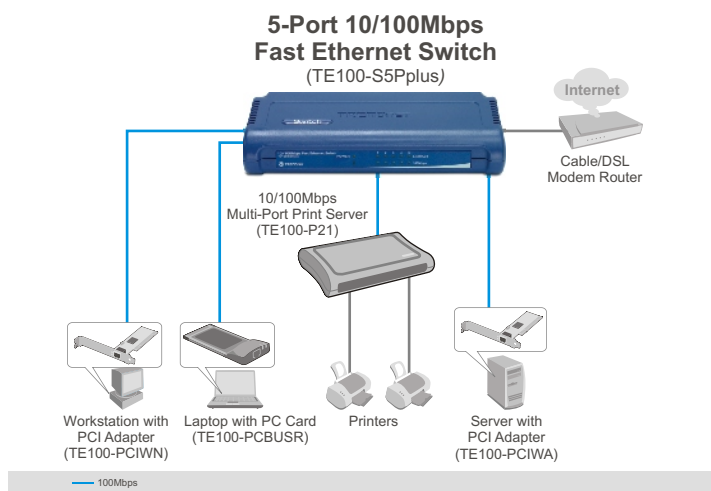 5-Port 10/100Mbps
Fast Ethernet Switch
(TE100-S5Pplus)
Internet
Switch
Cable/DSL
Modem Router
10/100Mbps
Multi-Port Print Server
(TE100-P21)
Workstation with
PCI Adapter
(TE100-PCIWN)
Laptop with PC Card
(TE100-PCBUSR)
Printers
Server with
PCI Adapter
(TE100-PCIWA)
100Mbps